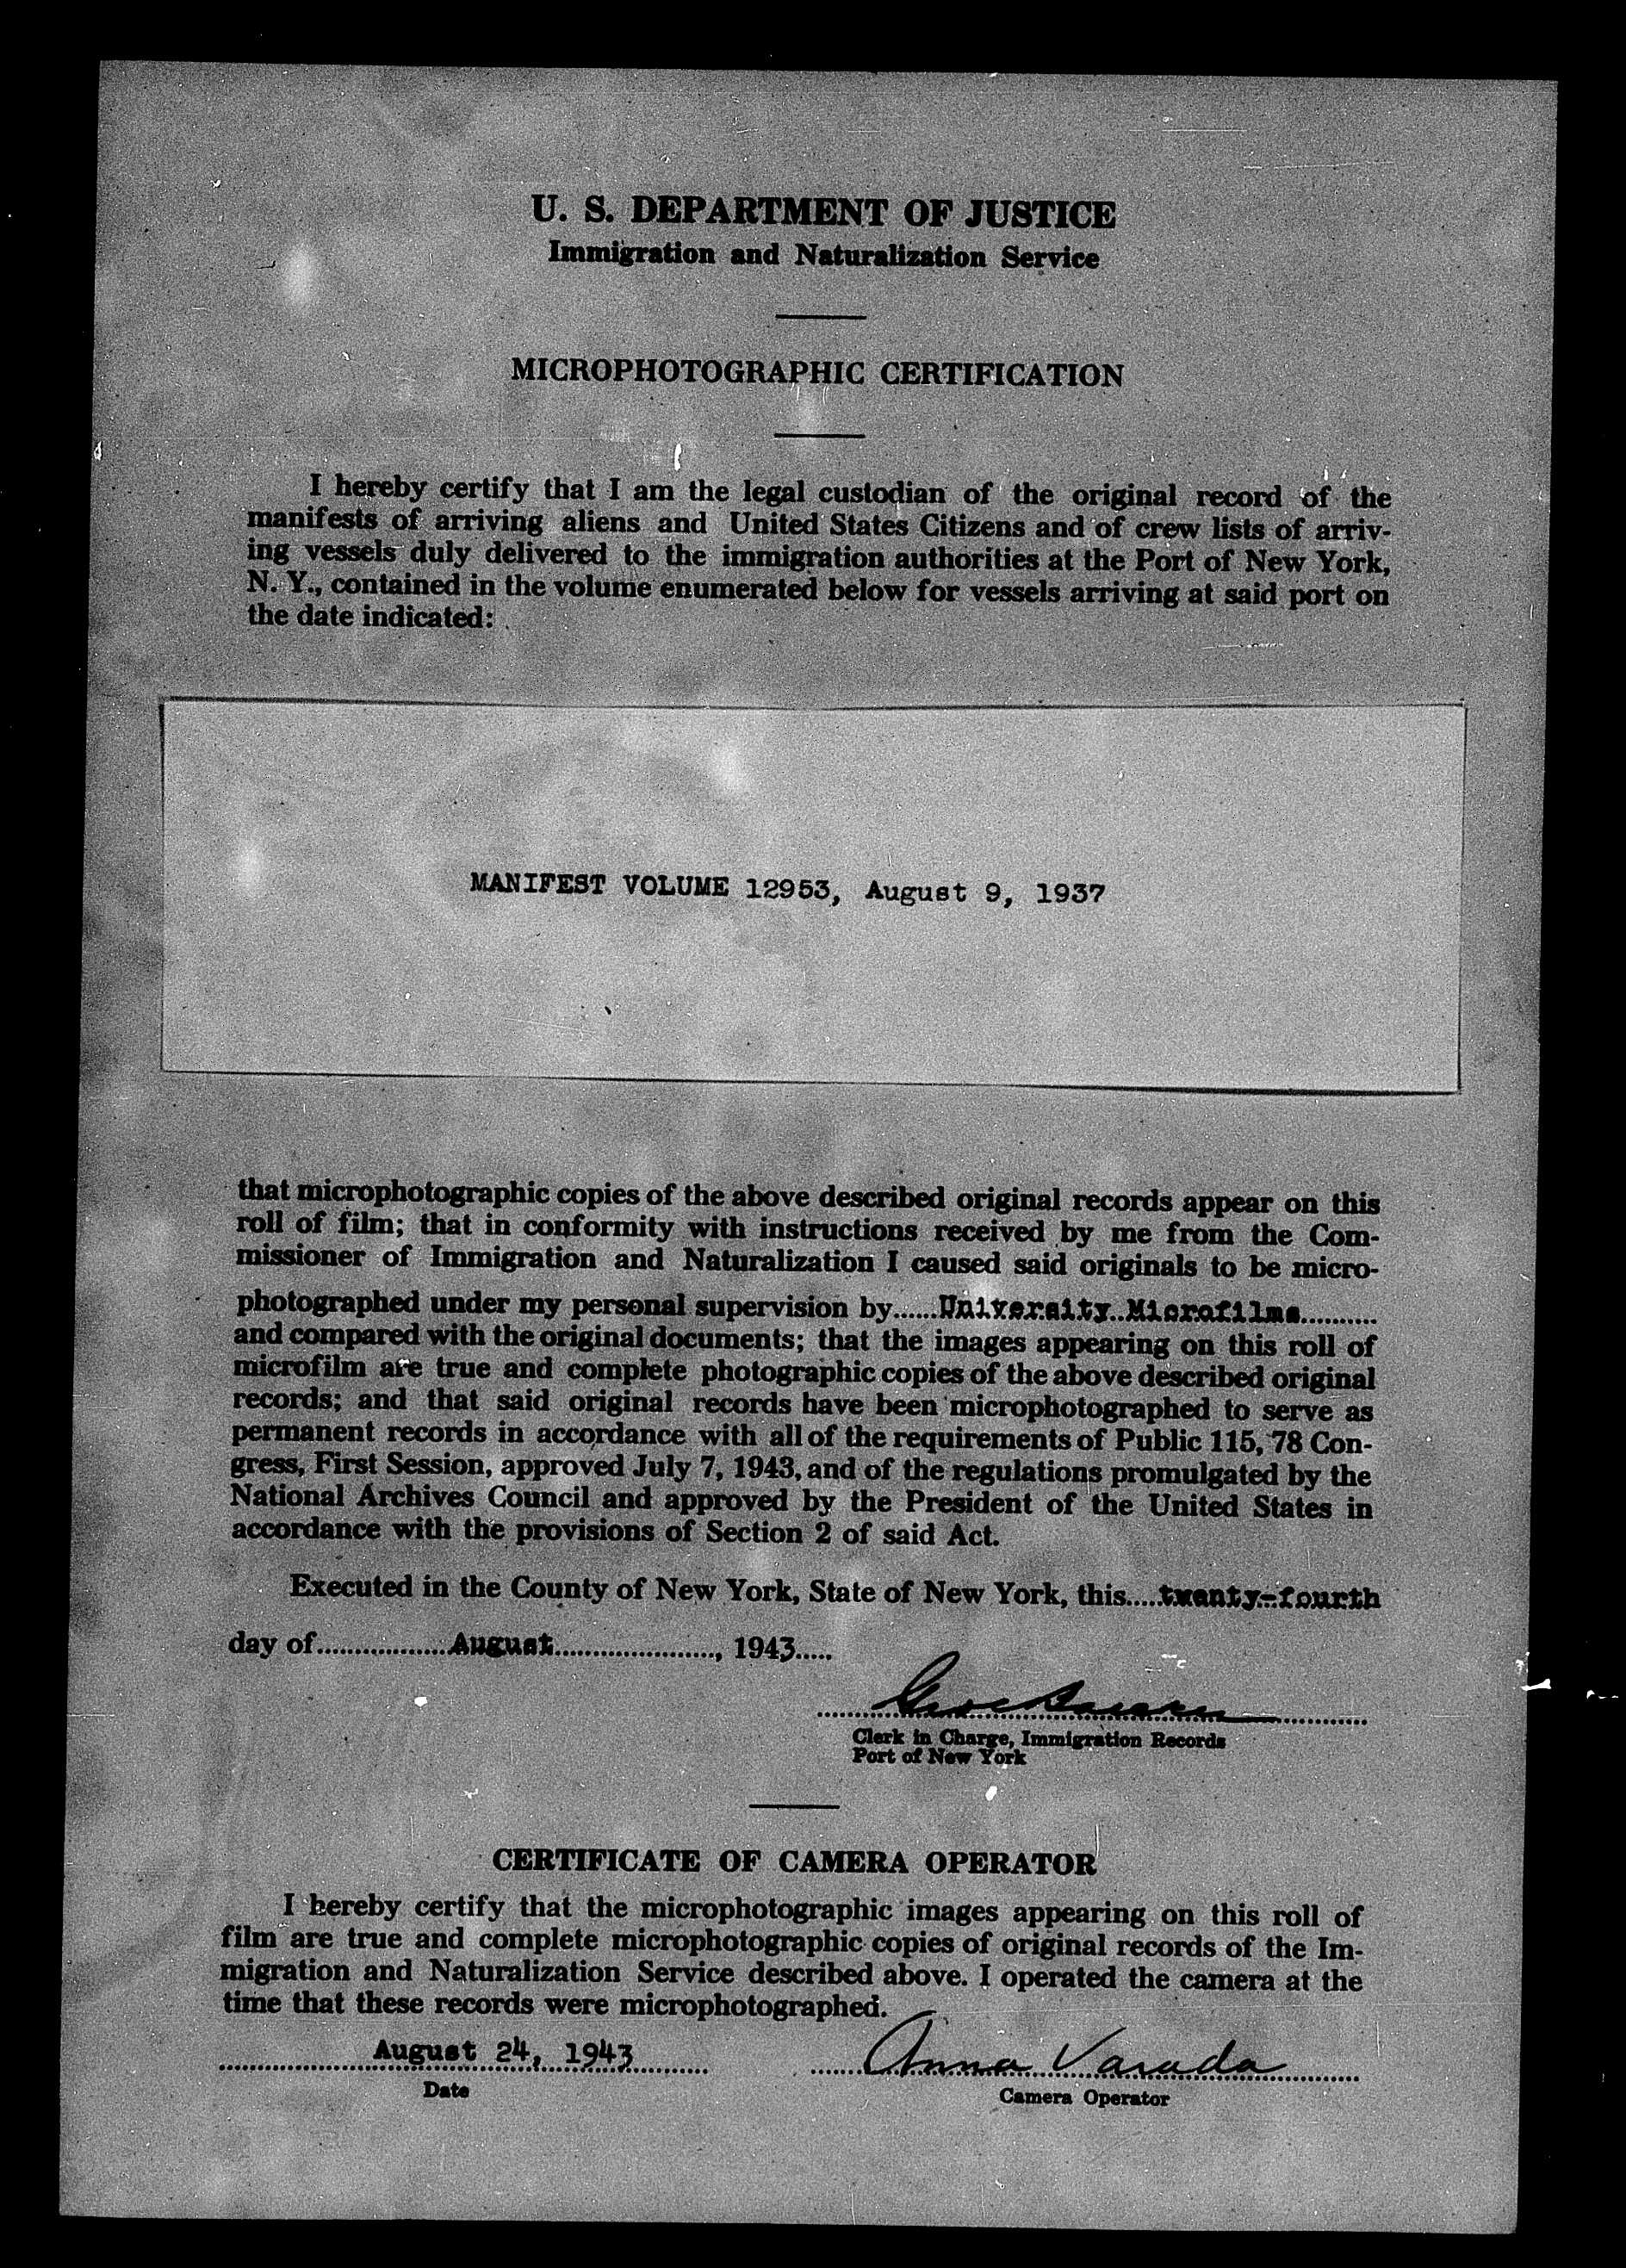 U. S. DEPARTMENT OF JUSTICE
Immigration and Naturalization Service
MICROPHOTOGRAPHIC CERTIFICATION
I hereby certify that I am the legal custodian of the original record of the
manifests of arriving aliens and United States Citizens and of crew lists of arriv-
ing vessels duly delivered to the immigration authorities at the Port of New York,
N. Y., contained in the volume enumerated below for vessels arriving at said port on
the date indicated:
MANIFEST VOLUME 12953, August 9, 1937
that microphotographic copies of the above described original records appear on this
roll of film; that in conformity with instructions received by me from the Com-
missioner of Immigration and Naturalization I caused said originals to be micro-
photographed under my personal supervision by......University Microfilms..........
and compared with the original documents; that the images appearing on this roll of
microfilm are true and complete photographic copies of the above described original
records; and that said original records have been microphotographed to serve as
permanent records in accordance with all of the requirements of Public 115, 78 Con-
gress, First Session, approved July 7, 1943, and of the regulations promulgated by the
National Archives Council and approved by the President of the United States in
accordance with the provisions of Section 2 of said Act.
Executed in the County of New York, State of New York, this.....twenty-fourth
day of.................August....................., 1943.....
Clerk in Charge, Immigration Records
Port of New York
CERTIFICATE OF CAMERA OPERATOR
I hereby certify that the microphotographic images appearing on this roll of
film are true and complete microphotographic copies of original records of the Im-
migration and Naturalization Service described above. I operated the camera at the
time that these records were microphotographed.
August 24, 1943 Anna Varada
Date
Camera Operator